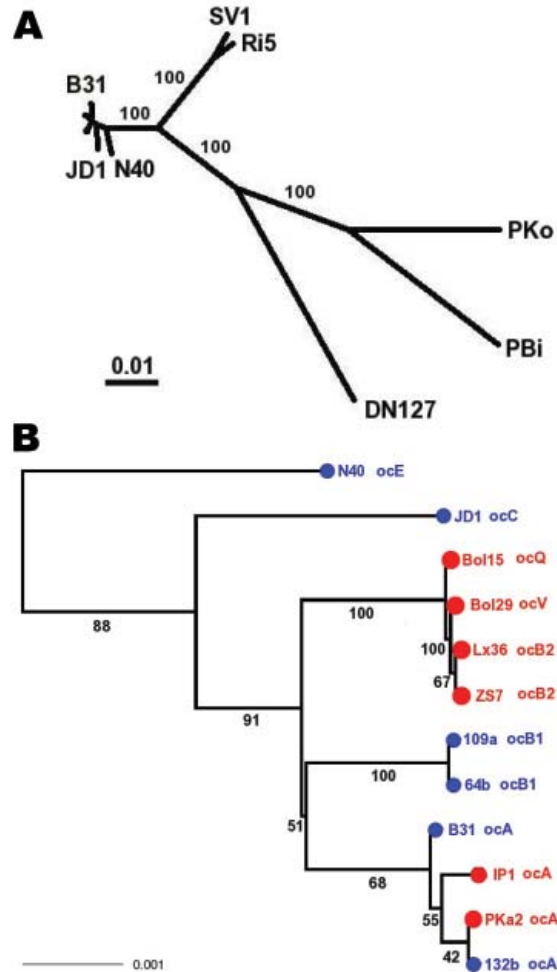 A
SV1
Ri5
100
B31
100
JD1 N40
100
100
PKo
PBi
0.01
DN127
B
N40 ocE
JD1 ocC
Bol15 ocQ
100
Bol29 ocV
88
100
Lx36 ocB2
67
ZS7 ocB2
91
109a ocB1
100
64b ocB1
51
B31 ocA
68
IP1 ocA
55
PKa2 ocA
42
132b ocA
0.001